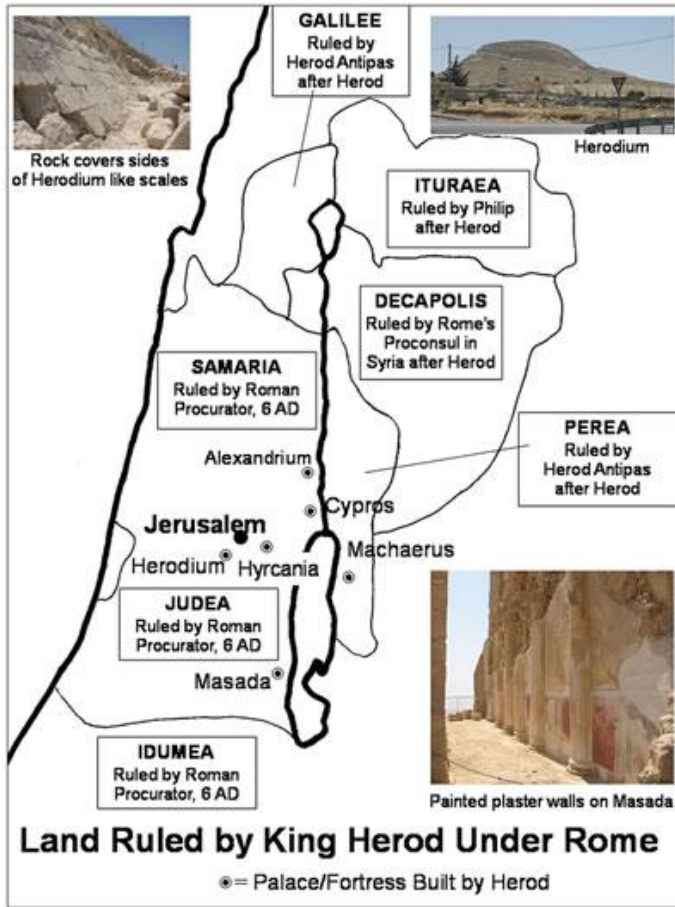 GALILEE
Ruled by
Herod Antipas
after Herod
Rock covers sides
of Herodium like scales
Herodium
ITURAEA
Ruled by Philip
after Herod
DECAPOLIS
Ruled by Rome's
Proconsul in
Syria after Herod
SAMARIA
Ruled by Roman
Procurator, 6 AD
PEREA
Ruled by
Herod Antipas
after Herod
Alexandrium
Cypros
Jerusalem
Machaerus
Herodium
Hyrcania
JUDEA
Ruled by Roman
Procurator, 6 AD
Masada
IDUMEA
Ruled by Roman
Procurator, 6 AD
Painted plaster walls on Masada
Land Ruled by King Herod Under Rome
= Palace/Fortress Built by Herod